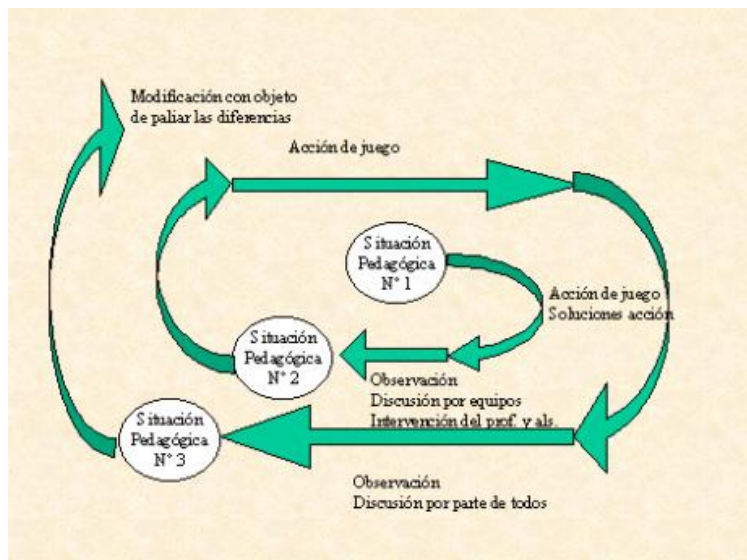 Modificación con objeto
de paliar las diferencias
Acción de juego
Situación
Pedagógica
N° 1
Acción de juego
Soluciones acción
Situación
Pedagógica
N° 2
Observación
Discusión por equipos
Intervención del prof. y als.
Situación
Pedagógica
N° 3
Observación
Discusión por parte de todos